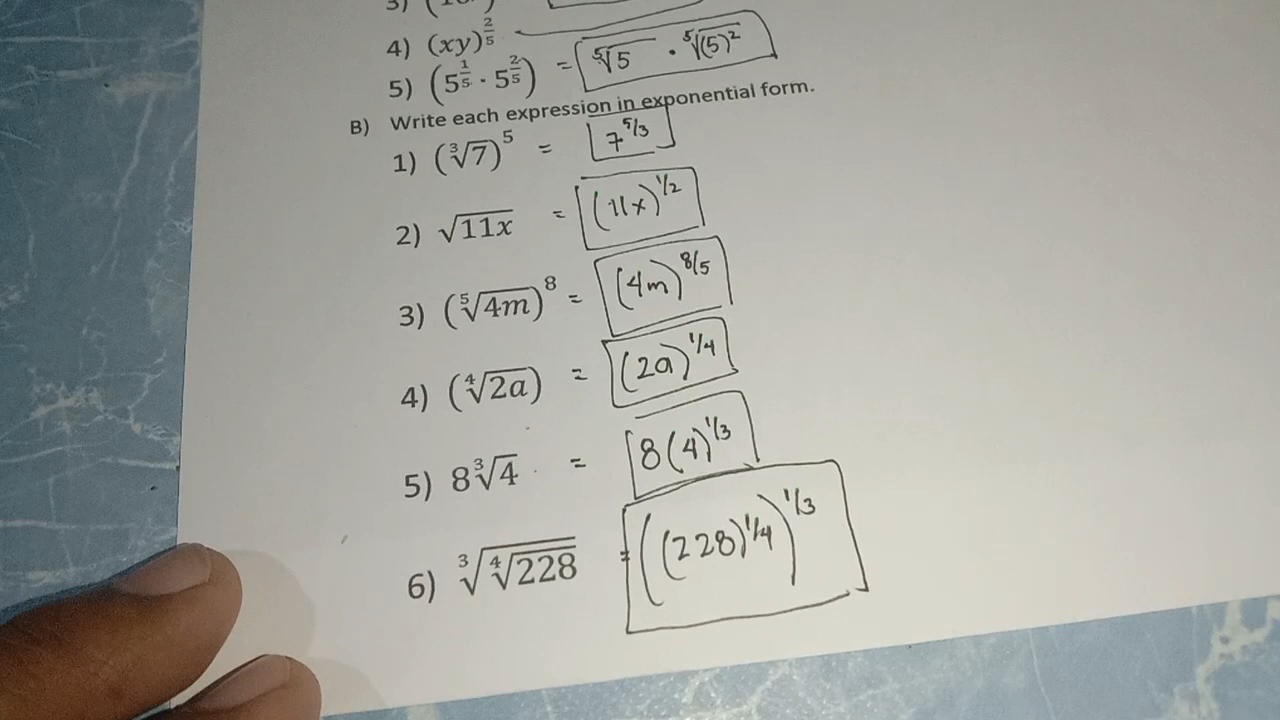 4) (xy)^(2/5)
5) (5^(1/5) · 5^(2/5)) = ⁵√5 · ⁵√(5)²
B) Write each expression in exponential form.
1) (³√7)⁵ = 7^(5/3)
2) √11x = (11x)^(1/2)
3) (⁵√4m)⁸ = (4m)^(8/5)
4) (⁴√2a) = (2a)^(1/4)
5) 8³√4 = 8(4)^(1/3)
6) ³√⁴√228 = ((228)^(1/4))^(1/3)